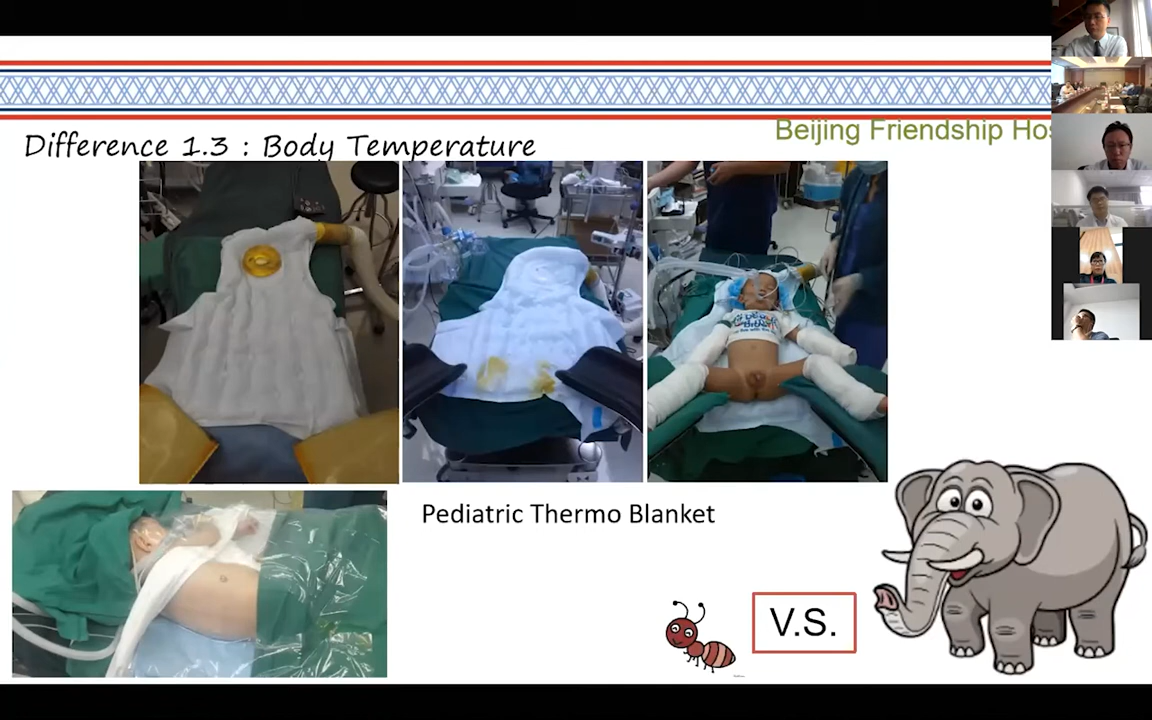 Beijing Friendship Hos
Difference 1.3 : Body Temperature
Pediatric Thermo Blanket
V.S.